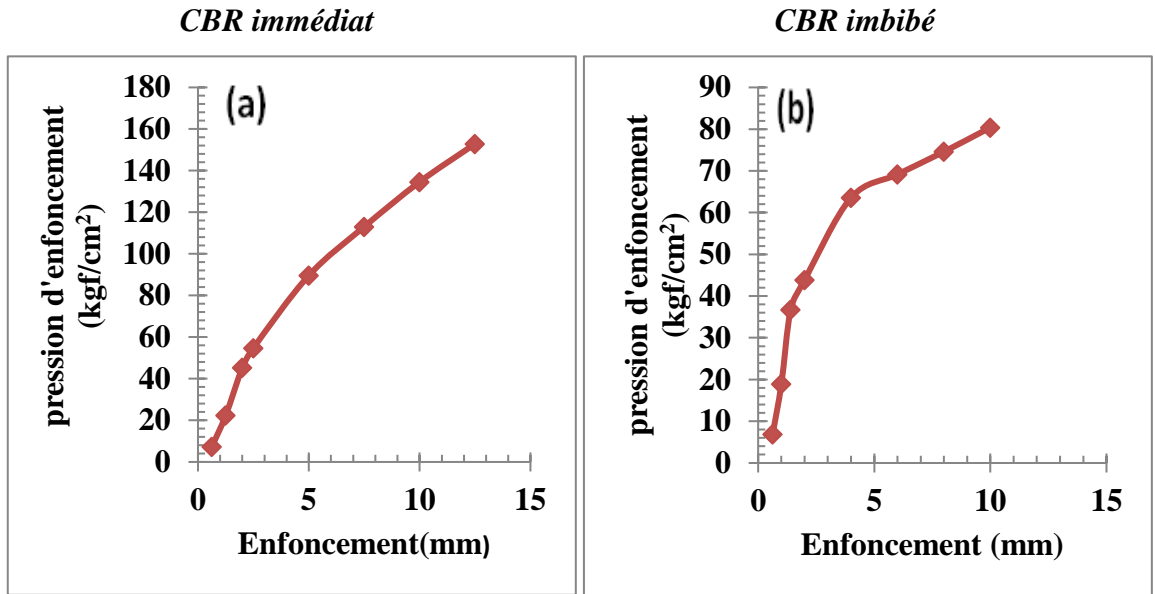 CBR immédiat
CBR imbibé
(a)
pression d'enfoncement
(kgf/cm²)
180
160
140
120
100
80
60
40
20
0
0 5 10 15
Enfoncement(mm)
(b)
pression d'enfoncement
(kgf/cm²)
90
80
70
60
50
40
30
20
10
0
0 5 10 15
Enfoncement (mm)